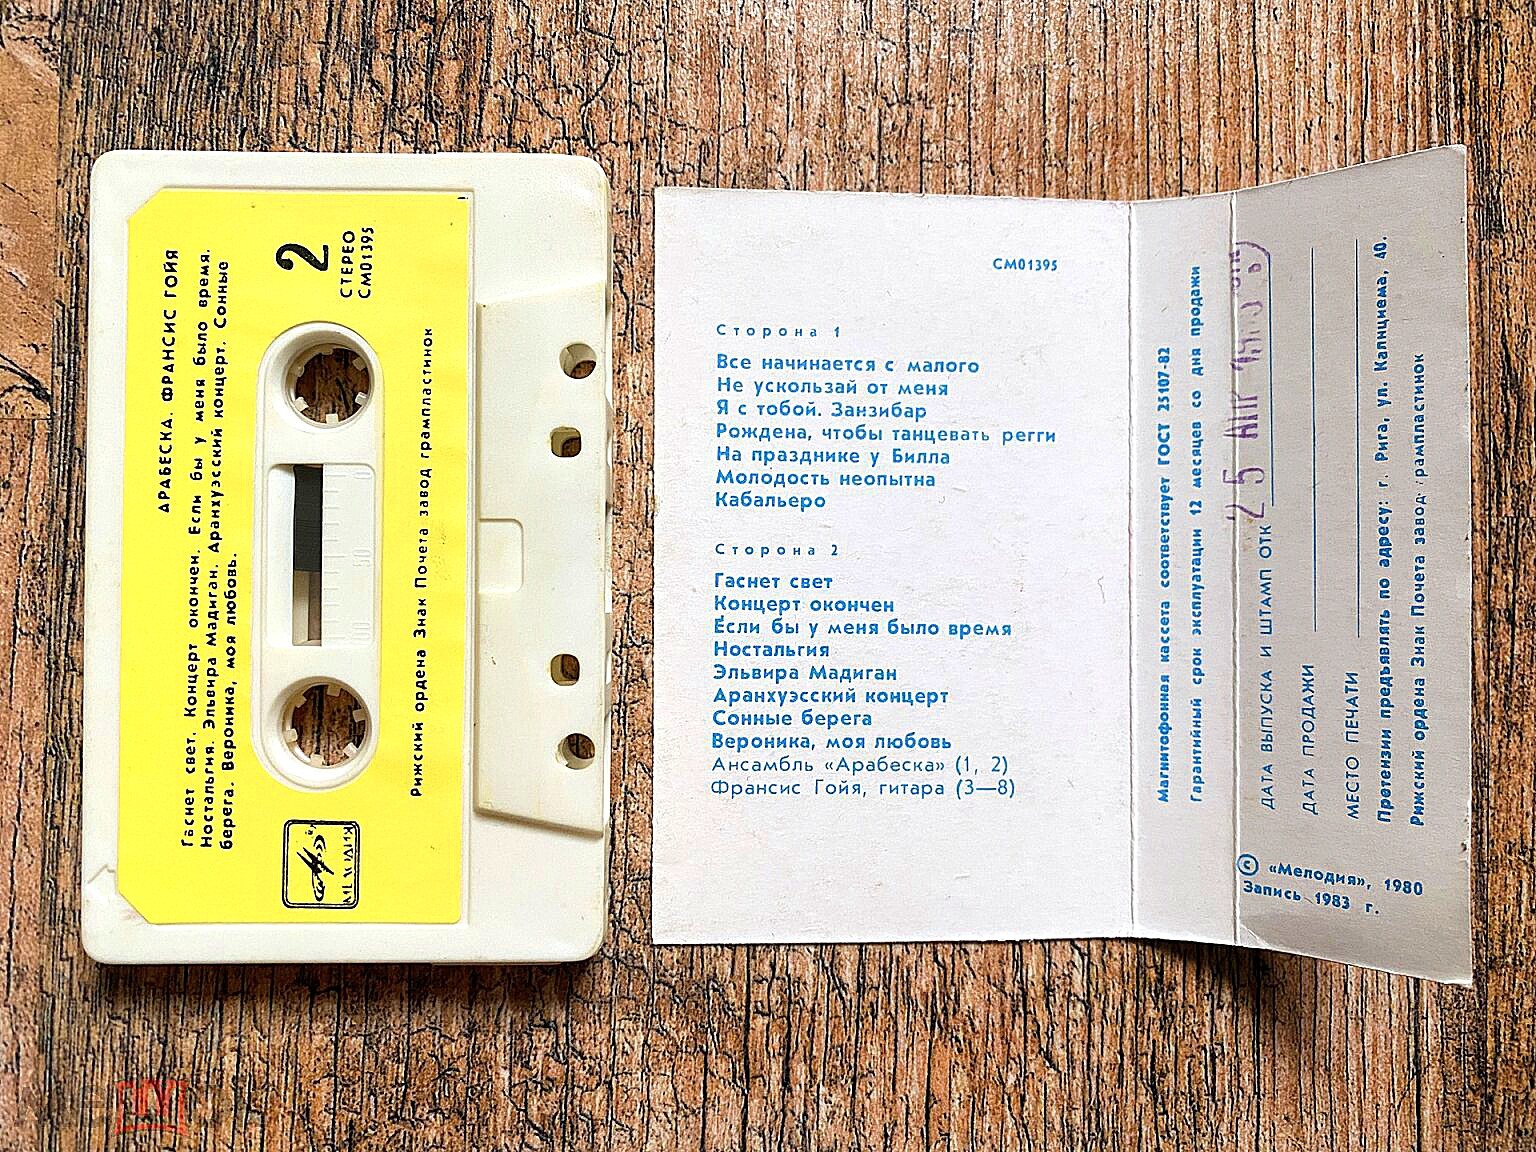 АРАБЕСКА. ФРАНСИС ГОЙЯ
Гаснет свет. Концерт окончен. Если бы у меня было время.
Ностальгия. Эльвира Мадиган. Аранхуэсский концерт. Сонные
берега. Вероника, моя любовь.
2
СТЕРЕО
СМ01395
МЕЛОДИЯ
Рижский ордена Знак Почета завод грампластинок
0
50
100
СМ01395
Сторона 1
Все начинается с малого
Не ускользай от меня
Я с тобой. Занзибар
Рождена, чтобы танцевать регги
На празднике у Билла
Молодость неопытна
Кабальеро
Сторона 2
Гаснет свет
Концерт окончен
Если бы у меня было время
Ностальгия
Эльвира Мадиган
Аранхуэсский концерт
Сонные берега
Вероника, моя любовь
Ансамбль «Арабеска» (1, 2)
Франсис Гойя, гитара (3—8)
Магнитофонная кассета соответствует ГОСТ 25107-82
Гарантийный срок эксплуатации 12 месяцев со дня продажи
ДАТА ВЫПУСКА И ШТАМП ОТК
25 АПР
ДАТА ПРОДАЖИ
МЕСТО ПЕЧАТИ
Претензии предъявлять по адресу: г. Рига, ул. Капнциема, 40.
Рижский ордена Знак Почета завод грампластинок
© «Мелодия», 1980
Запись 1983 г.